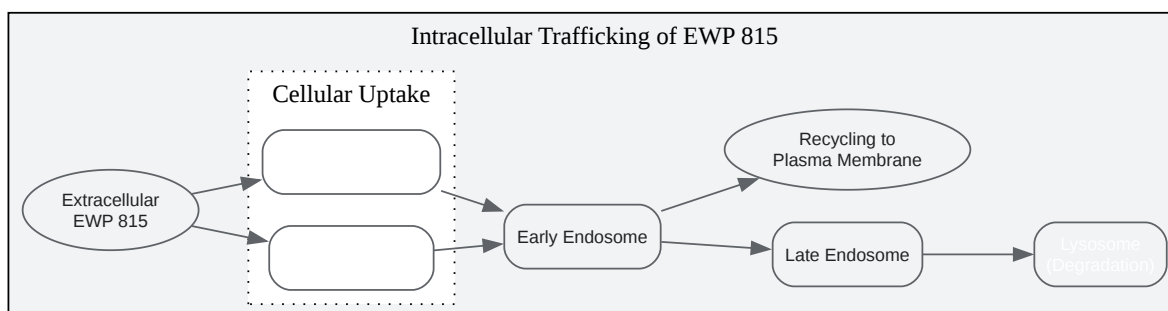 Intracellular Trafficking of EWP 815
Cellular Uptake
Extracellular
EWP 815
Early Endosome
Recycling to
Plasma Membrane
Late Endosome
Lysosome
(Degradation)